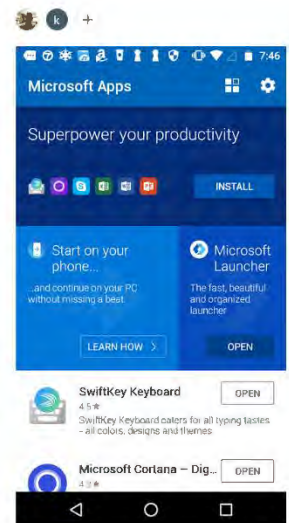 k +
7:46
Microsoft Apps
Superpower your productivity
INSTALL
Start on your
phone...
...and continue on your PC
without missing a beat
LEARN HOW >
Microsoft
Launcher
The fast, beautiful
and organized
launcher
OPEN
SwiftKey Keyboard
4.5★
SwiftKey Keyboard caters for all typing tastes
- all colors, designs and themes
OPEN
Microsoft Cortana – Dig...
OPEN